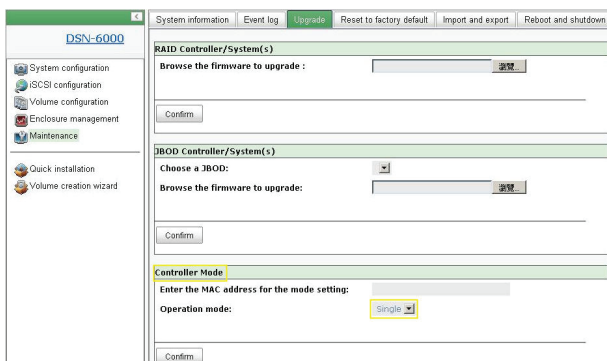 System information
Event log
Upgrade
Reset to factory default
Import and export
Reboot and shutdown
DSN-6000
System configuration
iSCSI configuration
Volume configuration
Enclosure management
Maintenance
Quick installation
Volume creation wizard
RAID Controller/System(s)
Browse the firmware to upgrade :
瀏覽...
Confirm
JBOD Controller/System(s)
Choose a JBOD:
Browse the firmware to upgrade:
瀏覽...
Confirm
Controller Mode
Enter the MAC address for the mode setting:
Operation mode:
Single
Confirm